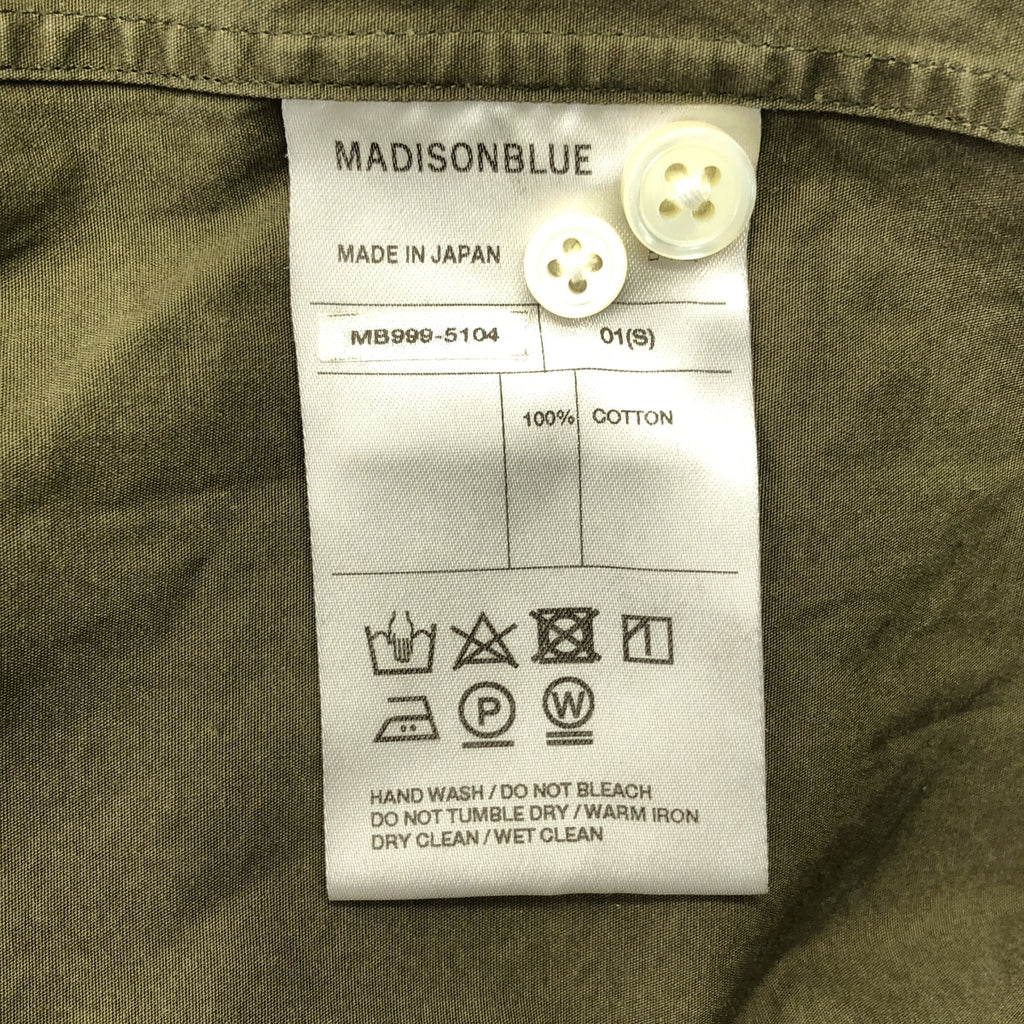 MADISONBLUE
MADE IN JAPAN
MB999-5104 01(S)
100% COTTON
P W
HAND WASH / DO NOT BLEACH
DO NOT TUMBLE DRY / WARM IRON
DRY CLEAN / WET CLEAN